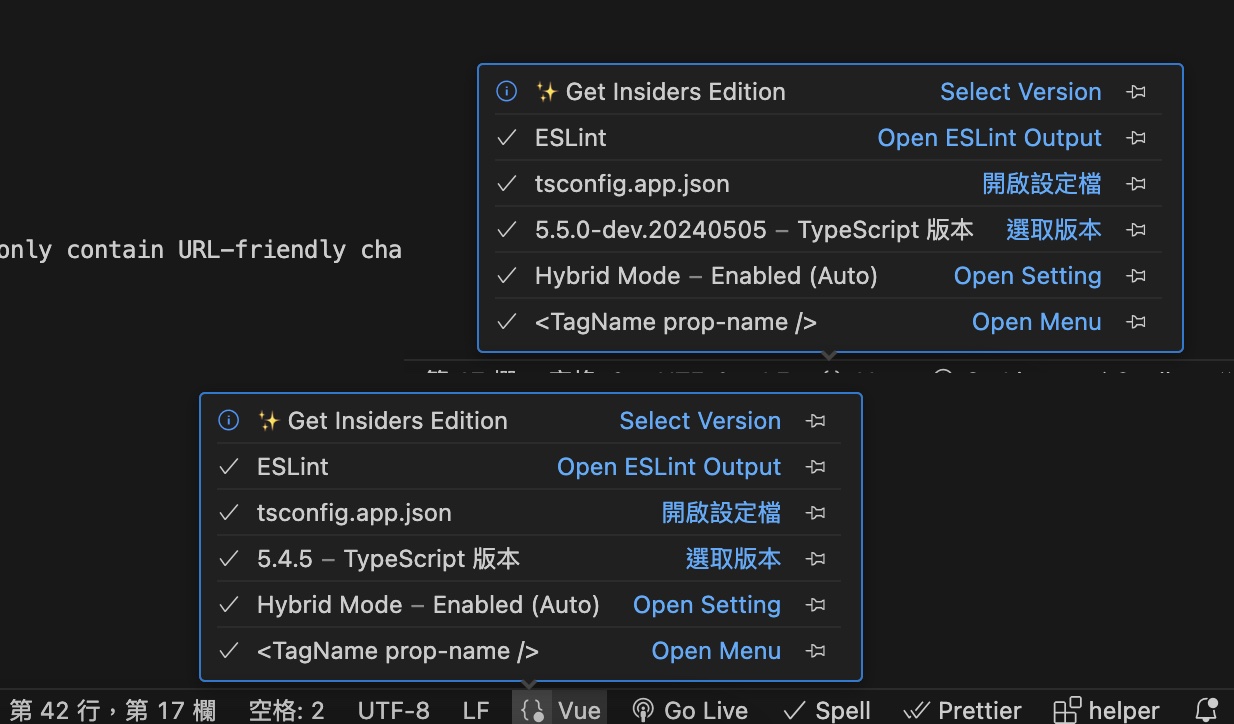 ✨ Get Insiders Edition Select Version
ESLint Open ESLint Output
tsconfig.app.json 開啟設定檔
5.5.0-dev.20240505 – TypeScript 版本 選取版本
only contain URL-friendly cha
Hybrid Mode – Enabled (Auto) Open Setting
<TagName prop-name /> Open Menu
✨ Get Insiders Edition Select Version
ESLint Open ESLint Output
tsconfig.app.json 開啟設定檔
5.4.5 – TypeScript 版本 選取版本
Hybrid Mode – Enabled (Auto) Open Setting
<TagName prop-name /> Open Menu
第 42 行，第 17 欄 空格: 2 UTF-8 LF {} Vue Go Live Spell Prettier helper